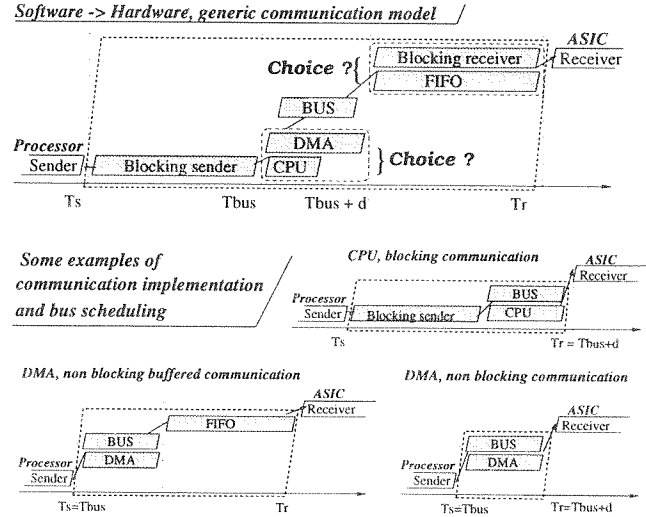 Software -> Hardware, generic communication model
ASIC
Receiver
Choice ?
Blocking receiver
FIFO
BUS
DMA
CPU
Choice ?
Processor
Sender
Blocking sender
Ts
Tbus
Tbus + d
Tr
Some examples of
communication implementation
and bus scheduling
CPU, blocking communication
ASIC
Receiver
BUS
CPU
Processor
Sender
Blocking sender
Ts
Tr = Tbus+d
DMA, non blocking buffered communication
ASIC
Receiver
FIFO
BUS
DMA
Processor
Sender
Ts=Tbus
Tr
DMA, non blocking communication
ASIC
Receiver
BUS
DMA
Processor
Sender
Ts=Tbus
Tr=Tbus+d